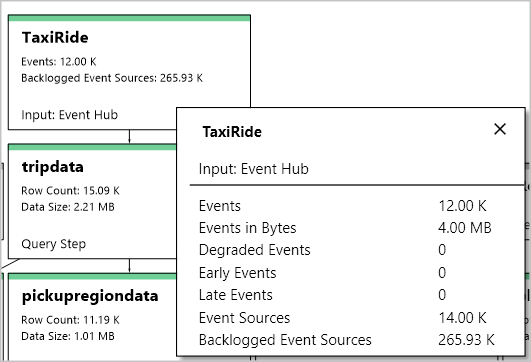 TaxiRide
Events: 12.00 K
Backlogged Event Sources: 265.93 K
Input: Event Hub
tripdata
Row Count: 15.09 K
Data Size: 2.21 MB
Query Step
pickupregiondata
Row Count: 11.19 K
Data Size: 1.01 MB
TaxiRide
Input: Event Hub
Events 12.00 K
Events in Bytes 4.00 MB
Degraded Events 0
Early Events 0
Late Events 0
Event Sources 14.00 K
Backlogged Event Sources 265.93 K